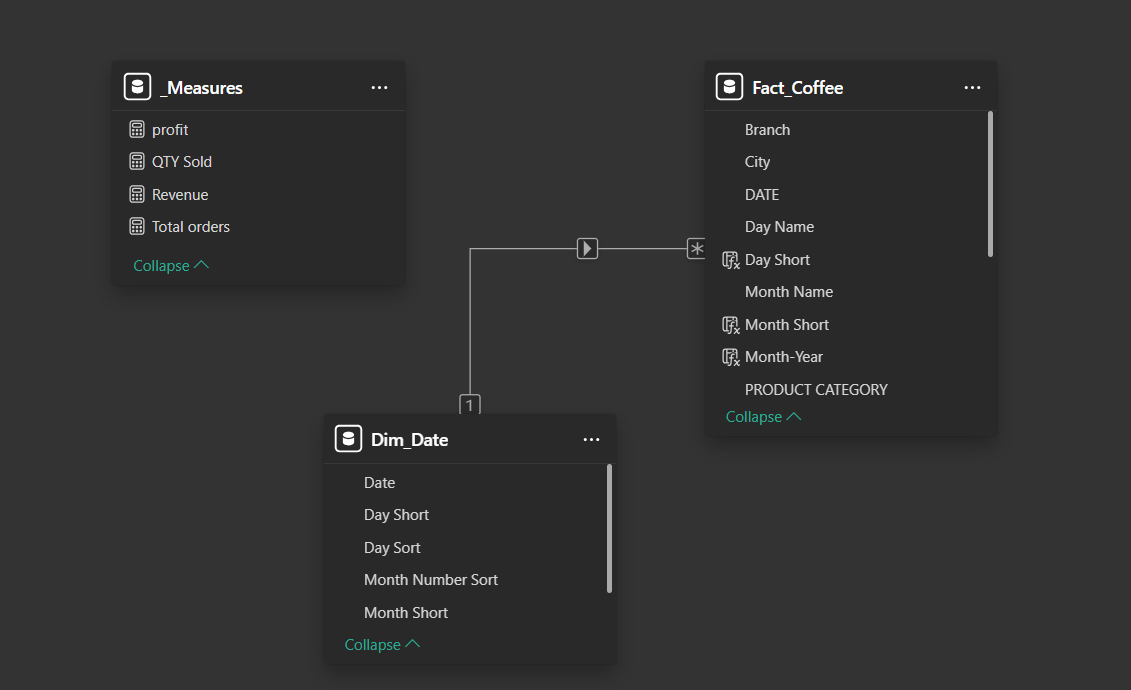 _Measures
profit
QTY Sold
Revenue
Total orders
Collapse
Fact_Coffee
Branch
City
DATE
Day Name
Day Short
Month Name
Month Short
Month-Year
PRODUCT CATEGORY
Collapse
1
Dim_Date
Date
Day Short
Day Sort
Month Number Sort
Month Short
Collapse